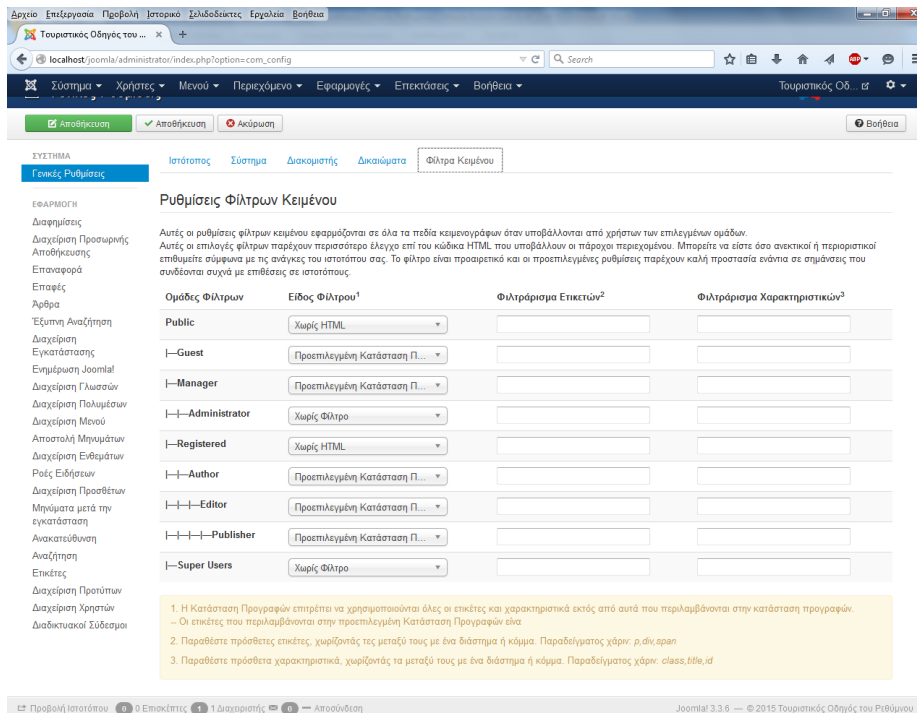 Αρχείο Επεξεργασία Προβολή Ιστορικό Σελιδοδείκτες Εργαλεία Βοήθεια
Τουριστικός Οδηγός του ... × +
localhost/joomla/administrator/index.php?option=com_config Search ABP
Σύστημα Χρήστες Μενού Περιεχόμενο Εφαρμογές Επεκτάσεις Βοήθεια Τουριστικός Οδ...
Αποθήκευση Αποθήκευση Ακύρωση Βοήθεια
ΣΥΣΤΗΜΑ
Γενικές Ρυθμίσεις
ΕΦΑΡΜΟΓΗ
Διαφημίσεις
Διαχείριση Προσωρινής
Αποθήκευσης
Επαναφορά
Επαφές
Άρθρα
Έξυπνη Αναζήτηση
Διαχείριση
Εγκατάστασης
Ενημέρωση Joomla!
Διαχείριση Γλωσσών
Διαχείριση Πολυμέσων
Διαχείριση Μενού
Αποστολή Μηνυμάτων
Διαχείριση Ενθεμάτων
Ροές Ειδήσεων
Διαχείριση Προσθέτων
Μηνύματα μετά την
εγκατάσταση
Ανακατεύθυνση
Αναζήτηση
Ετικέτες
Διαχείριση Προτύπων
Διαχείριση Χρηστών
Διαδικτυακοί Σύδεσμοι
Ιστότοπος Σύστημα Διακομιστής Δικαιώματα Φίλτρα Κειμένου
Ρυθμίσεις Φίλτρων Κειμένου
Αυτές οι ρυθμίσεις φίλτρων κειμένου εφαρμόζονται σε όλα τα πεδία κειμενογράφων όταν υποβάλλονται από χρήστων των επιλεγμένων ομάδων.
Αυτές οι επιλογές φίλτρων παρέχουν περισσότερο έλεγχο επί του κώδικα HTML που υποβάλλουν οι πάροχοι περιεχομένου. Μπορείτε να είστε όσο ανεκτικοί ή περιοριστικοί
επιθυμείτε σύμφωνα με τις ανάγκες του ιστοτόπου σας. Το φίλτρο είναι προαιρετικό και οι προεπιλεγμένες ρυθμίσεις παρέχουν καλή προστασία ενάντια σε σημάνσεις που
συνδέονται συχνά με επιθέσεις σε ιστοτόπους.
Ομάδες Φίλτρων Είδος Φίλτρου1 Φιλτράρισμα Ετικετών2 Φιλτράρισμα Χαρακτηριστικών3
Public Χωρίς HTML
|—Guest Προεπιλεγμένη Κατάσταση Π...
|—Manager Προεπιλεγμένη Κατάσταση Π...
|—|—Administrator Χωρίς Φίλτρο
|—Registered Χωρίς HTML
|—|—Author Προεπιλεγμένη Κατάσταση Π...
|—|—|—Editor Προεπιλεγμένη Κατάσταση Π...
|—|—|—|—Publisher Προεπιλεγμένη Κατάσταση Π...
|—Super Users Χωρίς Φίλτρο
1. Η Κατάσταση Προγραφών επιτρέπει να χρησιμοποιούνται όλες οι ετικέτες και χαρακτηριστικά εκτός από αυτά που περιλαμβάνονται στην κατάσταση προγραφών.
-- Οι ετικέτες που περιλαμβάνονται στην προεπιλεγμένη Κατάσταση Προγραφών είνα
2. Παραθέστε πρόσθετες ετικέτες, χωρίζοντάς τες μεταξύ τους με ένα διάστημα ή κόμμα. Παραδείγματος χάριν: p,div,span
3. Παραθέστε πρόσθετα χαρακτηριστικά, χωρίζοντάς τα μεταξύ τους με ένα διάστημα ή κόμμα. Παραδείγματος χάριν: class,title,id
Προβολή Ιστοτόπου 0 0 Επισκέπτες 1 1 Διαχειριστής 0 — Αποσύνδεση Joomla! 3.3.6 — © 2015 Τουριστικός Οδηγός του Ρεθύμνου